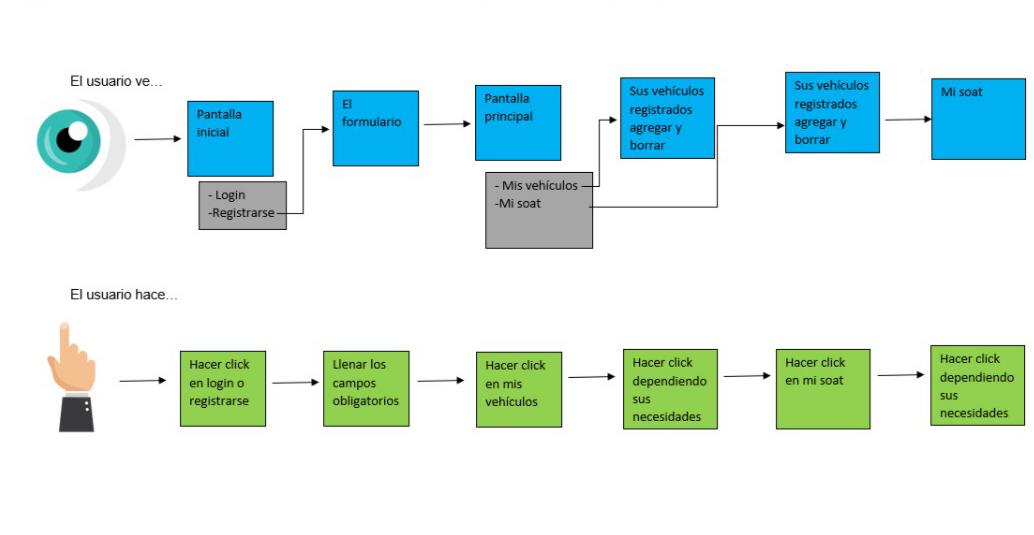 El usuario ve...
Pantalla
inicial
- Login
-Registrarse
El
formulario
Pantalla
principal
- Mis vehículos
-Mi soat
Sus vehículos
registrados
agregar y
borrar
Sus vehículos
registrados
agregar y
borrar
Mi soat
El usuario hace...
Hacer click
en login o
registrarse
Llenar los
campos
obligatorios
Hacer click
en mis
vehículos
Hacer click
dependiendo
sus
necesidades
Hacer click
en mi soat
Hacer click
dependiendo
sus
necesidades